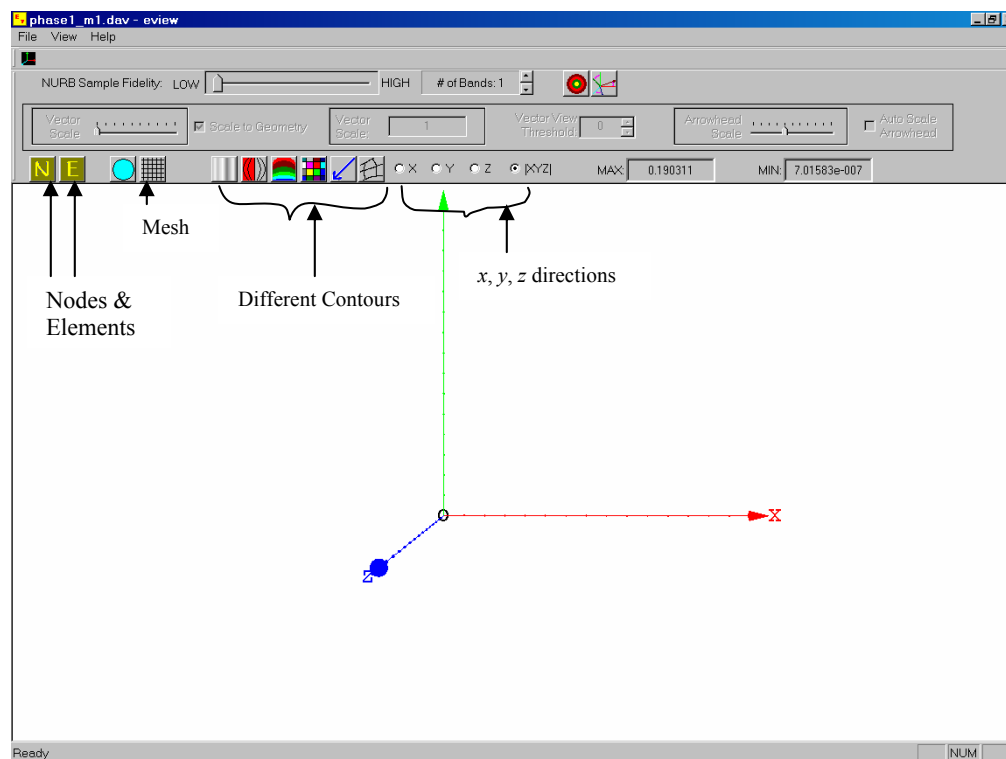 phase1_m1.dav - eview
File View Help
NURB Sample Fidelity: LOW HIGH # of Bands: 1
Vector Scale Scale to Geometry Vector Scale: 1 Vector View Threshold: 0 Arrowhead Scale Auto Scale Arrowhead
N E X Y Z |XYZ| MAX: 0.190311 MIN: 7.01583e-007
Mesh
x, y, z directions
Nodes &
Elements
Different Contours
X
Z
Ready NUM